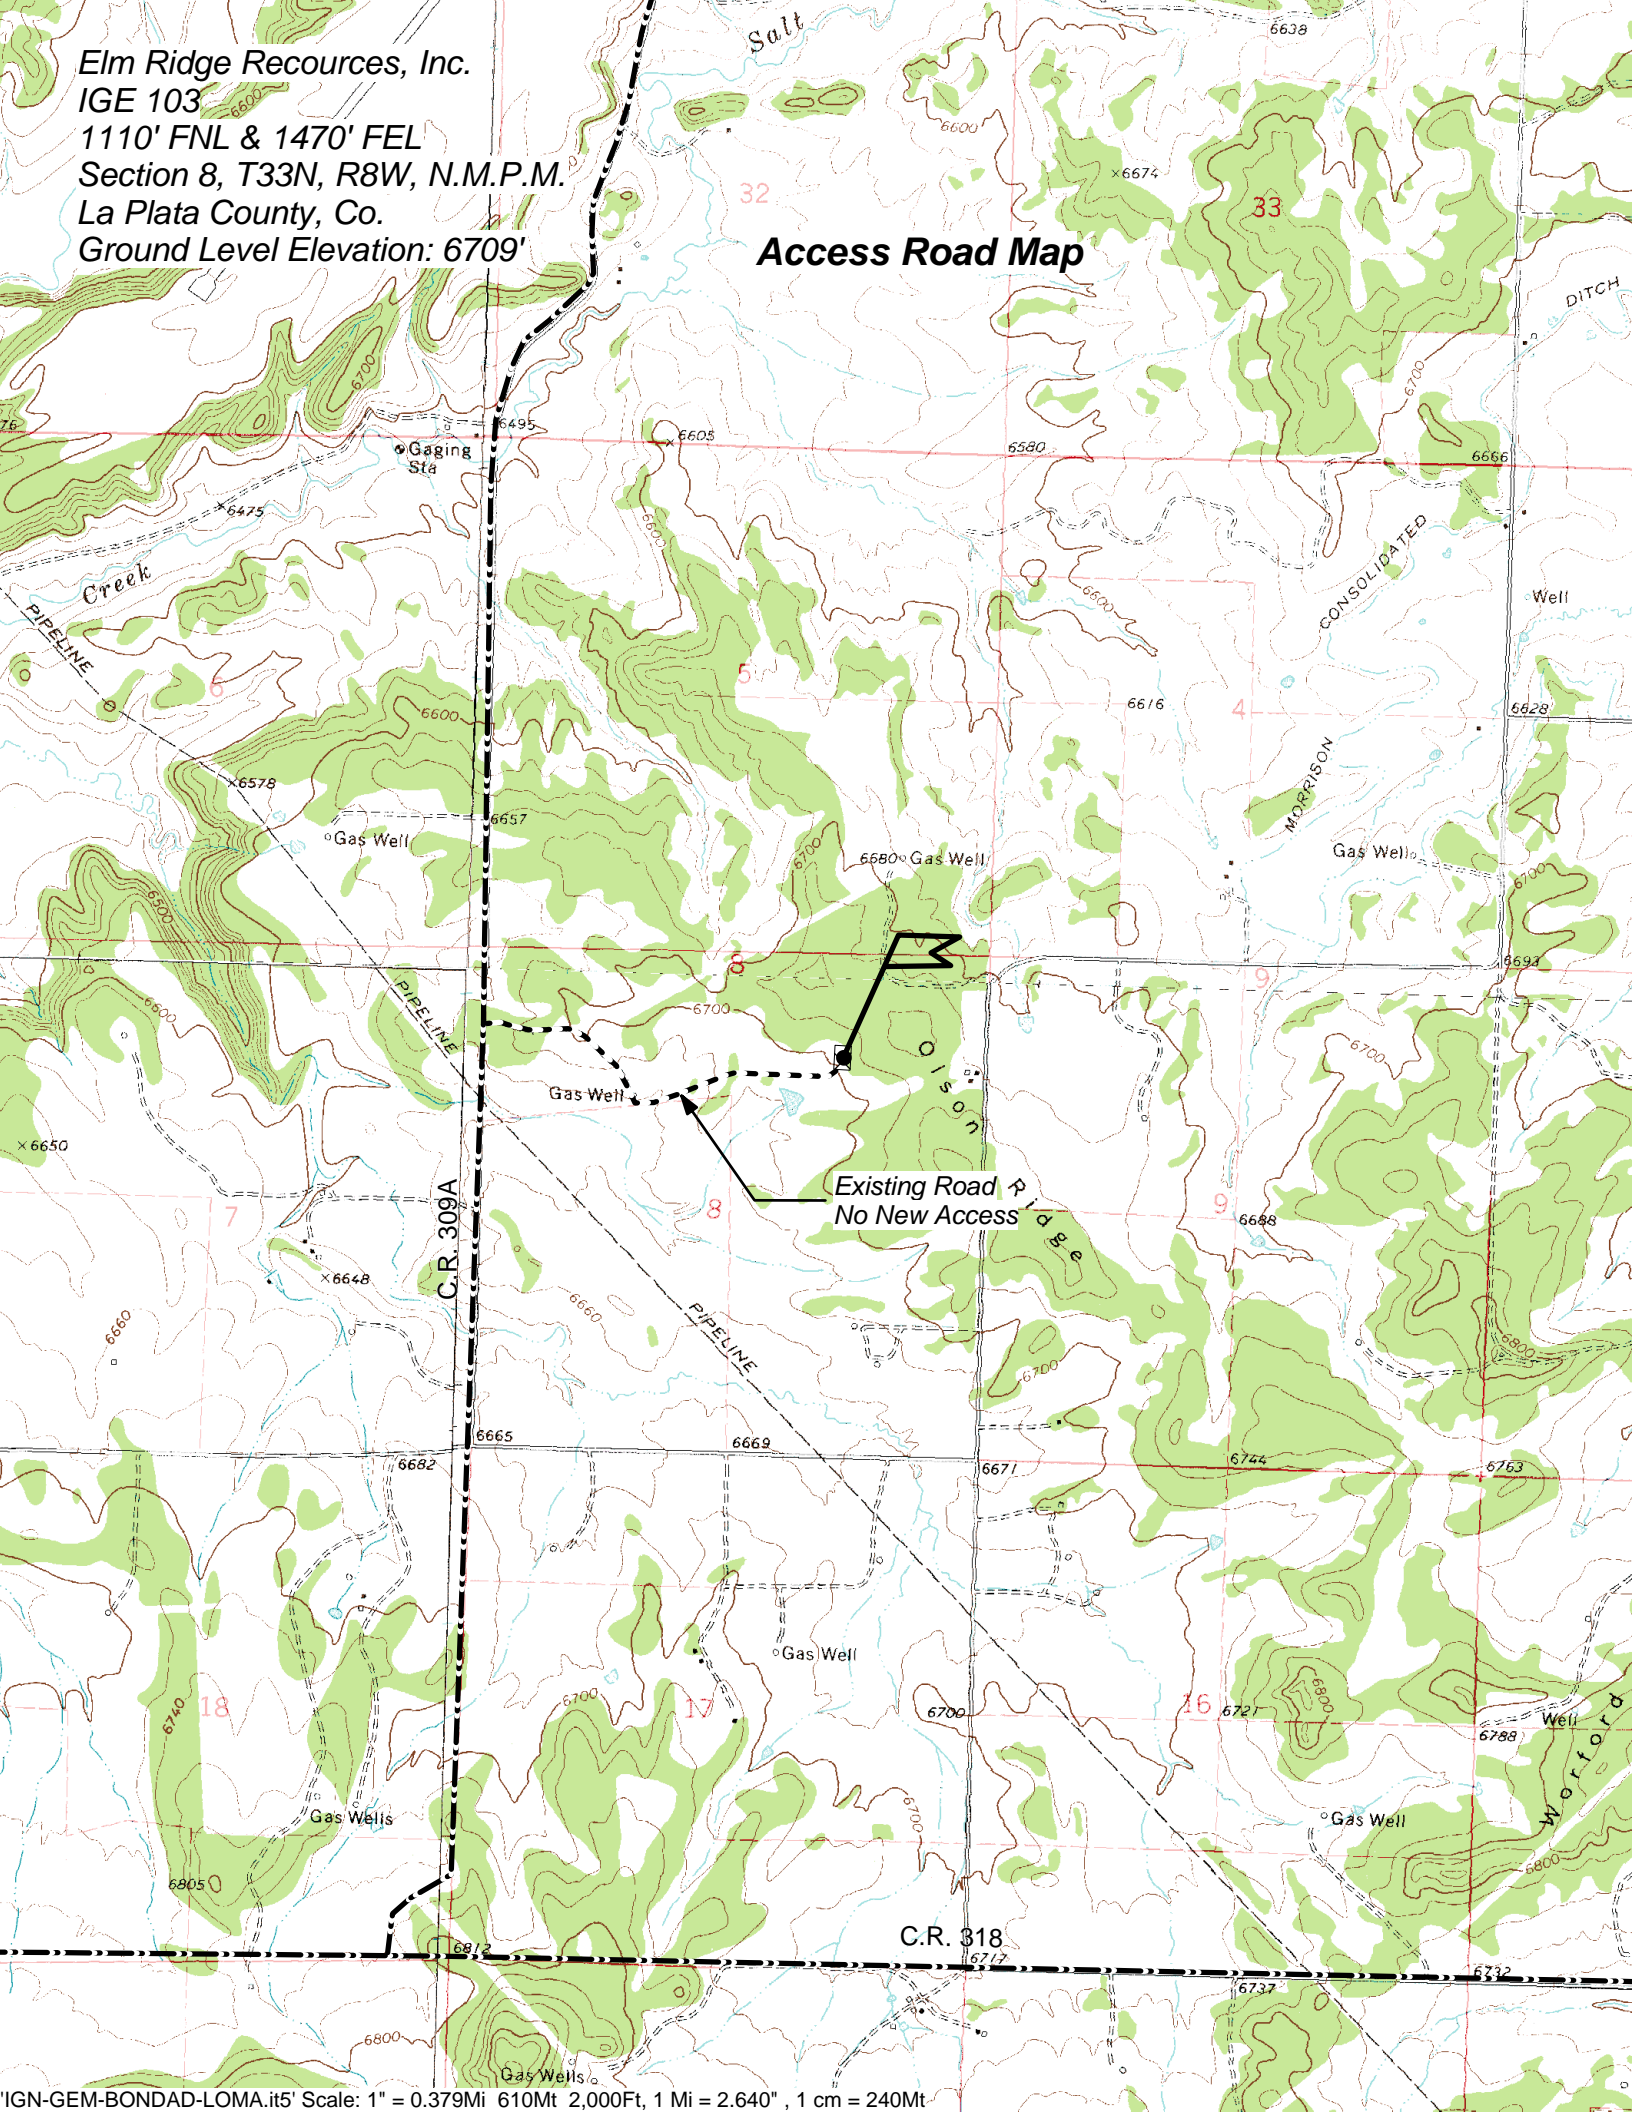 Elm Ridge Recources, Inc.
IGE 103
1110' FNL & 1470' FEL
Section 8, T33N, R8W, N.M.P.M.
La Plata County, Co.
Ground Level Elevation: 6709'
Access Road Map
Salt
6638
6600
6600
×6674
32
33
DITCH
6700
6700
76
6495
Gaging
Sta
×6605
6580
6666
×6475
6600
CONSOLIDATED
Creek
PIPELINE
6600
Well
6
5
4
6616
6600
6628
×6578
MORRISON
6657
Gas Well
6700
6680 Gas Well
Gas Well
6700
6500
8
9
6693
6600
PIPELINE
6700
6700
Olson
Gas Well
×6650
Existing Road
No New Access
Ridge
7
C.R. 309A
8
9
6688
×6648
6660
6660
PIPELINE
6800
6700
6665
6669
6682
6671
6744
6763
Gas Well
18
6740
6700
17
6700
16
6721
6800
Well
6788
Worford
Gas Wells
6700
Gas Well
6805
6800
C.R. 318
6812
6717
6732
6737
6800
Gas Wells
'IGN-GEM-BONDAD-LOMA.it5' Scale: 1" = 0.379Mi 610Mt 2,000Ft, 1 Mi = 2.640" , 1 cm = 240Mt